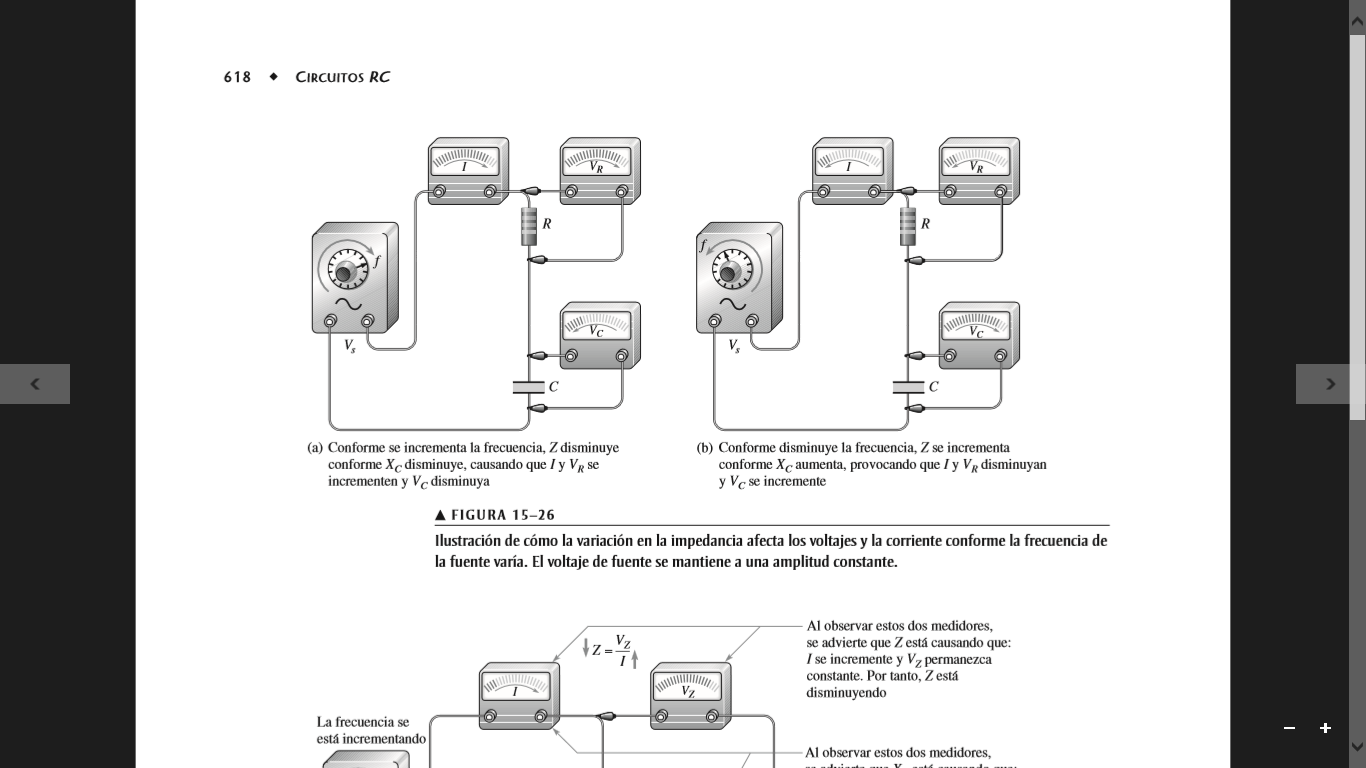 618 ◆ CIRCUITOS RC
I
V_R
R
f
V_s
V_C
C
I
V_R
R
f
V_s
V_C
C
(a) Conforme se incrementa la frecuencia, Z disminuye
conforme X_C disminuye, causando que I y V_R se
incrementen y V_C disminuya
(b) Conforme disminuye la frecuencia, Z se incrementa
conforme X_C aumenta, provocando que I y V_R disminuyan
y V_C se incremente
▲ FIGURA 15–26
Ilustración de cómo la variación en la impedancia afecta los voltajes y la corriente conforme la frecuencia de
la fuente varía. El voltaje de fuente se mantiene a una amplitud constante.
Z = V_Z / I
Al observar estos dos medidores,
se advierte que Z está causando que:
I se incremente y V_Z permanezca
constante. Por tanto, Z está
disminuyendo
I
V_Z
La frecuencia se
está incrementando
Al observar estos dos medidores,